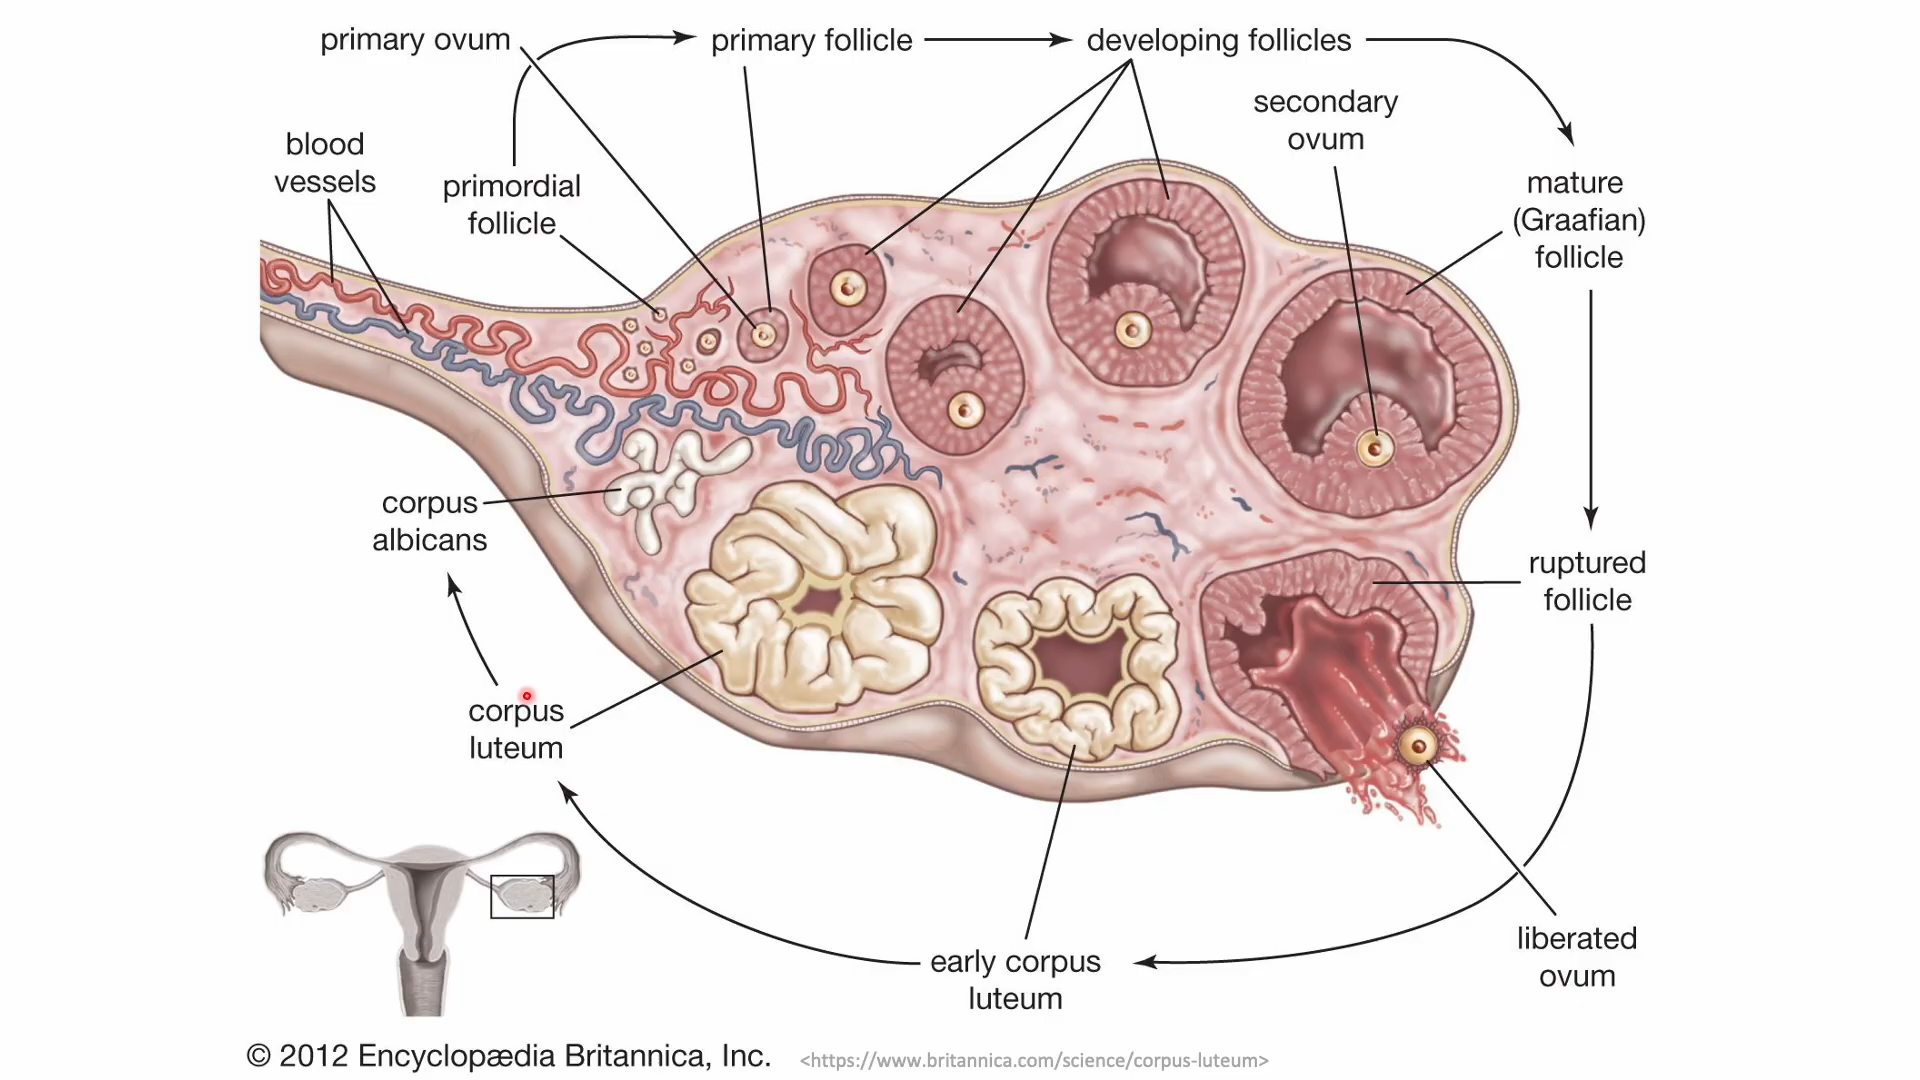 primary ovum
primary follicle
developing follicles
secondary
ovum
blood
vessels
primordial
follicle
mature
(Graafian)
follicle
corpus
albicans
ruptured
follicle
corpus
luteum
early corpus
luteum
liberated
ovum
© 2012 Encyclopædia Britannica, Inc.
<https://www.britannica.com/science/corpus-luteum>